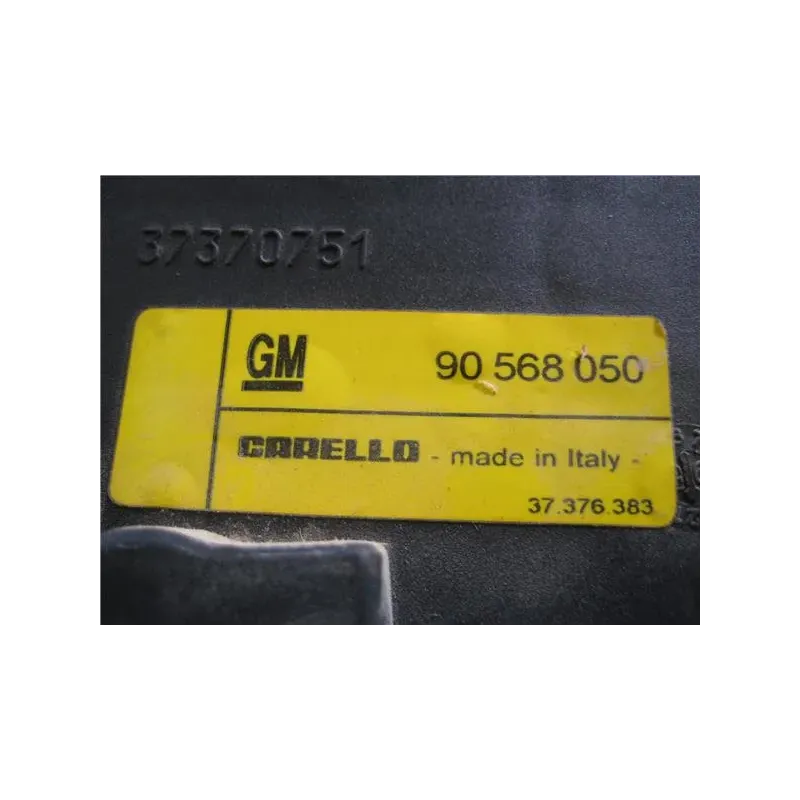 37370751
GM 90 568 050
CARELLO - made in Italy -
37.376.383